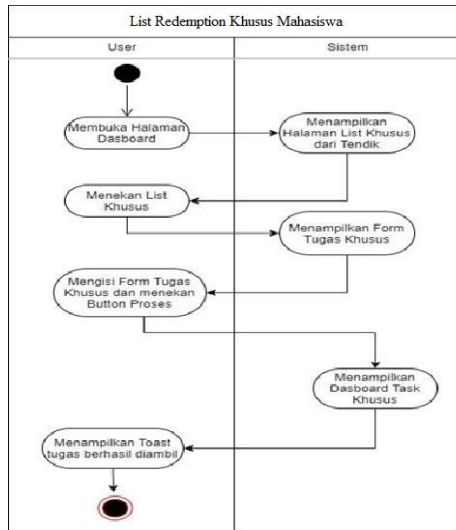 List Redemption Khusus Mahasiswa
User
Sistem
Membuka Halaman
Dasboard
Menampilkan
Halaman List Khusus
dari Tendik
Menekan List
Khusus
Menampilkan Form
Tugas Khusus
Mengisi Form Tugas
Khusus dan menekan
Button Proses
Menampilkan
Dasboard Task
Khusus
Menampilkan Toast
tugas berhasil diambil